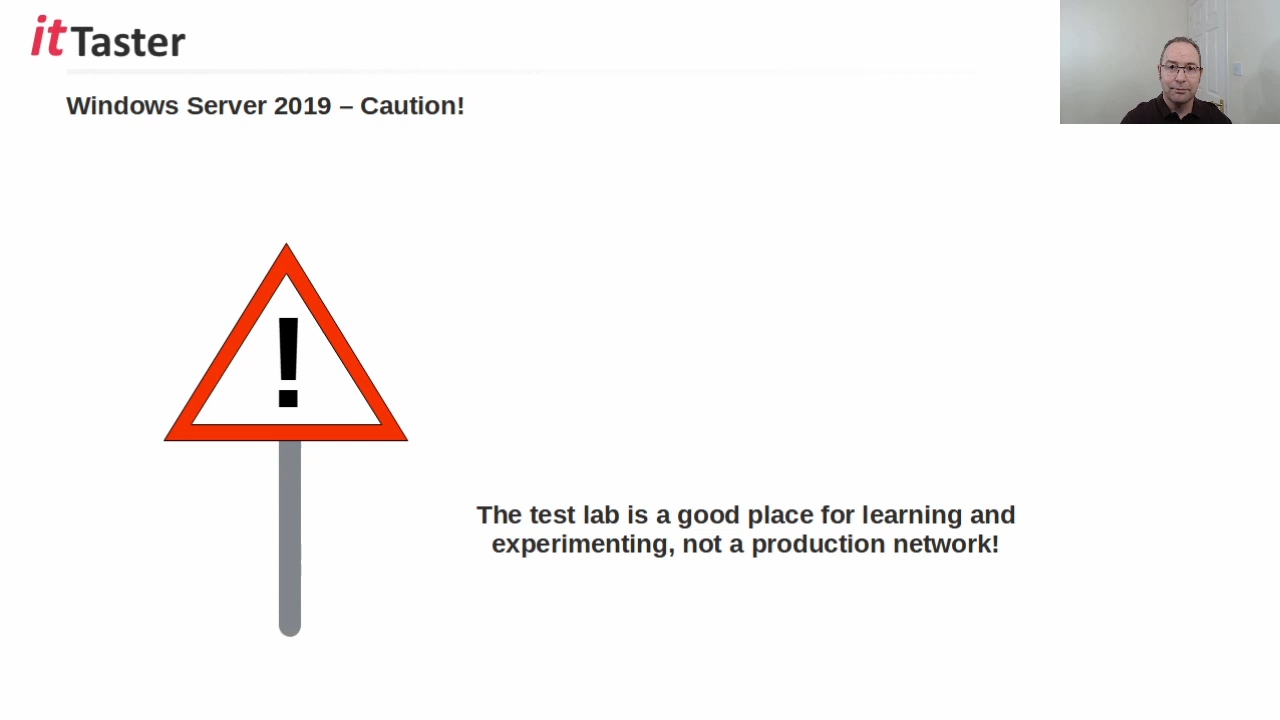 itTaster
Windows Server 2019 – Caution!
!
The test lab is a good place for learning and
experimenting, not a production network!